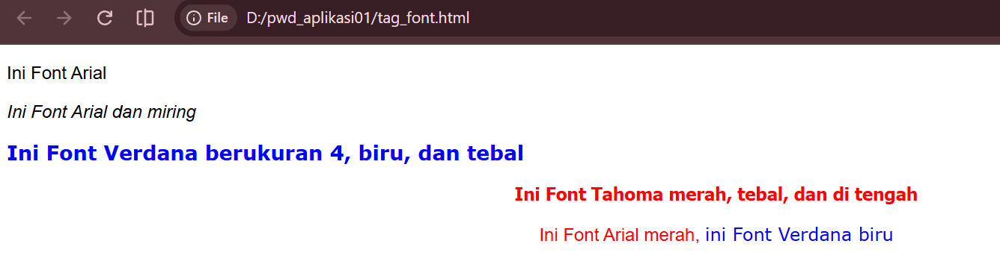 File D:/pwd_aplikasi01/tag_font.html
Ini Font Arial
Ini Font Arial dan miring
Ini Font Verdana berukuran 4, biru, dan tebal
Ini Font Tahoma merah, tebal, dan di tengah
Ini Font Arial merah, ini Font Verdana biru